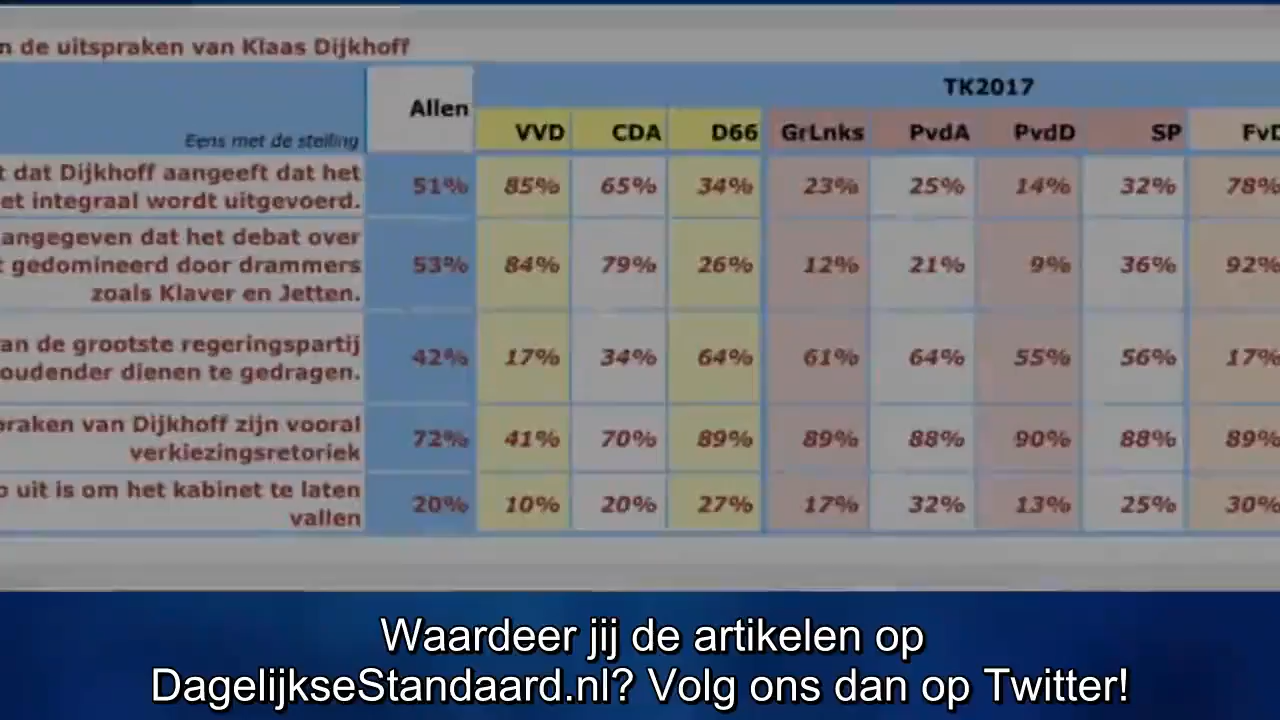 n de uitspraken van Klaas Dijkhoff
TK2017
Allen
Eens met de stelling VVD CDA D66 GrLnks PvdA PvdD SP FvD
t dat Dijkhoff aangeeft dat het
et integraal wordt uitgevoerd.
51% 85% 65% 34% 23% 25% 14% 32% 78%
angegeven dat het debat over
t gedomineerd door drammers
zoals Klaver en Jetten.
53% 84% 79% 26% 12% 21% 9% 36% 92%
an de grootste regeringspartij
oudender dienen te gedragen.
42% 17% 34% 64% 61% 64% 55% 56% 17%
praken van Dijkhoff zijn vooral
verkiezingsretoriek
72% 41% 70% 89% 89% 88% 90% 88% 89%
p uit is om het kabinet te laten
vallen
20% 10% 20% 27% 17% 32% 13% 25% 30%
Waardeer jij de artikelen op
DagelijkseStandaard.nl? Volg ons dan op Twitter!